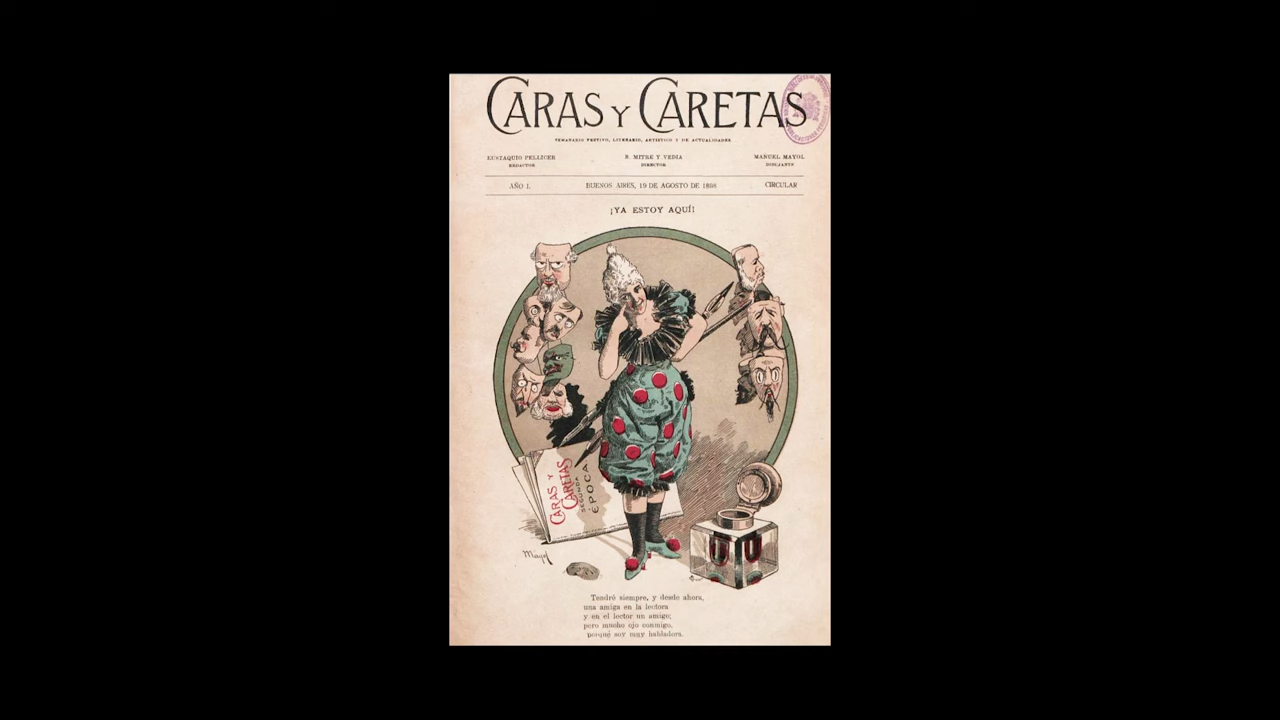 CARAS Y CARETAS
SEMANARIO FESTIVO, LITERARIO, ARTÍSTICO Y DE ACTUALIDADES
EUSTAQUIO PELLICER
REDACTOR
B. MITRE Y VEDIA
DIRECTOR
MANUEL MAYOL
DIBUJANTE
AÑO I.
BUENOS AIRES, 19 DE AGOSTO DE 1898
CIRCULAR
¡YA ESTOY AQUÍ!
CARAS Y
CARETAS
SEGUNDA
ÉPOCA
Mayol
Tendré siempre, y desde ahora,
una amiga en la lectora
y en el lector un amigo;
pero mucho ojo conmigo,
porqué soy muy habladora.